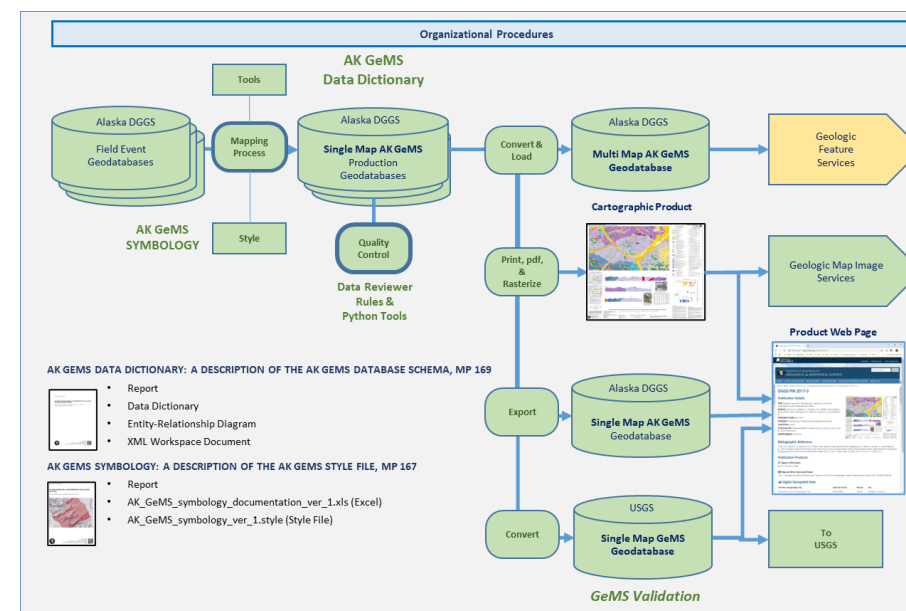 Organizational Procedures
AK GeMS
Data Dictionary
Tools
Alaska DGGS
Field Event
Geodatabases
Mapping
Process
Alaska DGGS
Single Map AK GeMS
Production
Geodatabases
Convert &
Load
Alaska DGGS
Multi Map AK GeMS
Geodatabase
Geologic
Feature
Services
AK GeMS
SYMBOLOGY
Style
Quality
Control
Data Reviewer
Rules &
Python Tools
Cartographic Product
Print, pdf,
&
Rasterize
Geologic Map Image
Services
Product Web Page
DGGS PIR 2017-3
AK GEMS DATA DICTIONARY: A DESCRIPTION OF THE AK GEMS DATABASE SCHEMA, MP 169
• Report
• Data Dictionary
• Entity-Relationship Diagram
• XML Workspace Document
AK GEMS SYMBOLOGY: A DESCRIPTION OF THE AK GEMS STYLE FILE, MP 167
• Report
• AK_GeMS_symbology_documentation_ver_1.xls (Excel)
• AK_GeMS_symbology_ver_1.style (Style File)
Export
Alaska DGGS
Single Map AK GeMS
Geodatabase
Convert
USGS
Single Map GeMS
Geodatabase
To
USGS
GeMS Validation